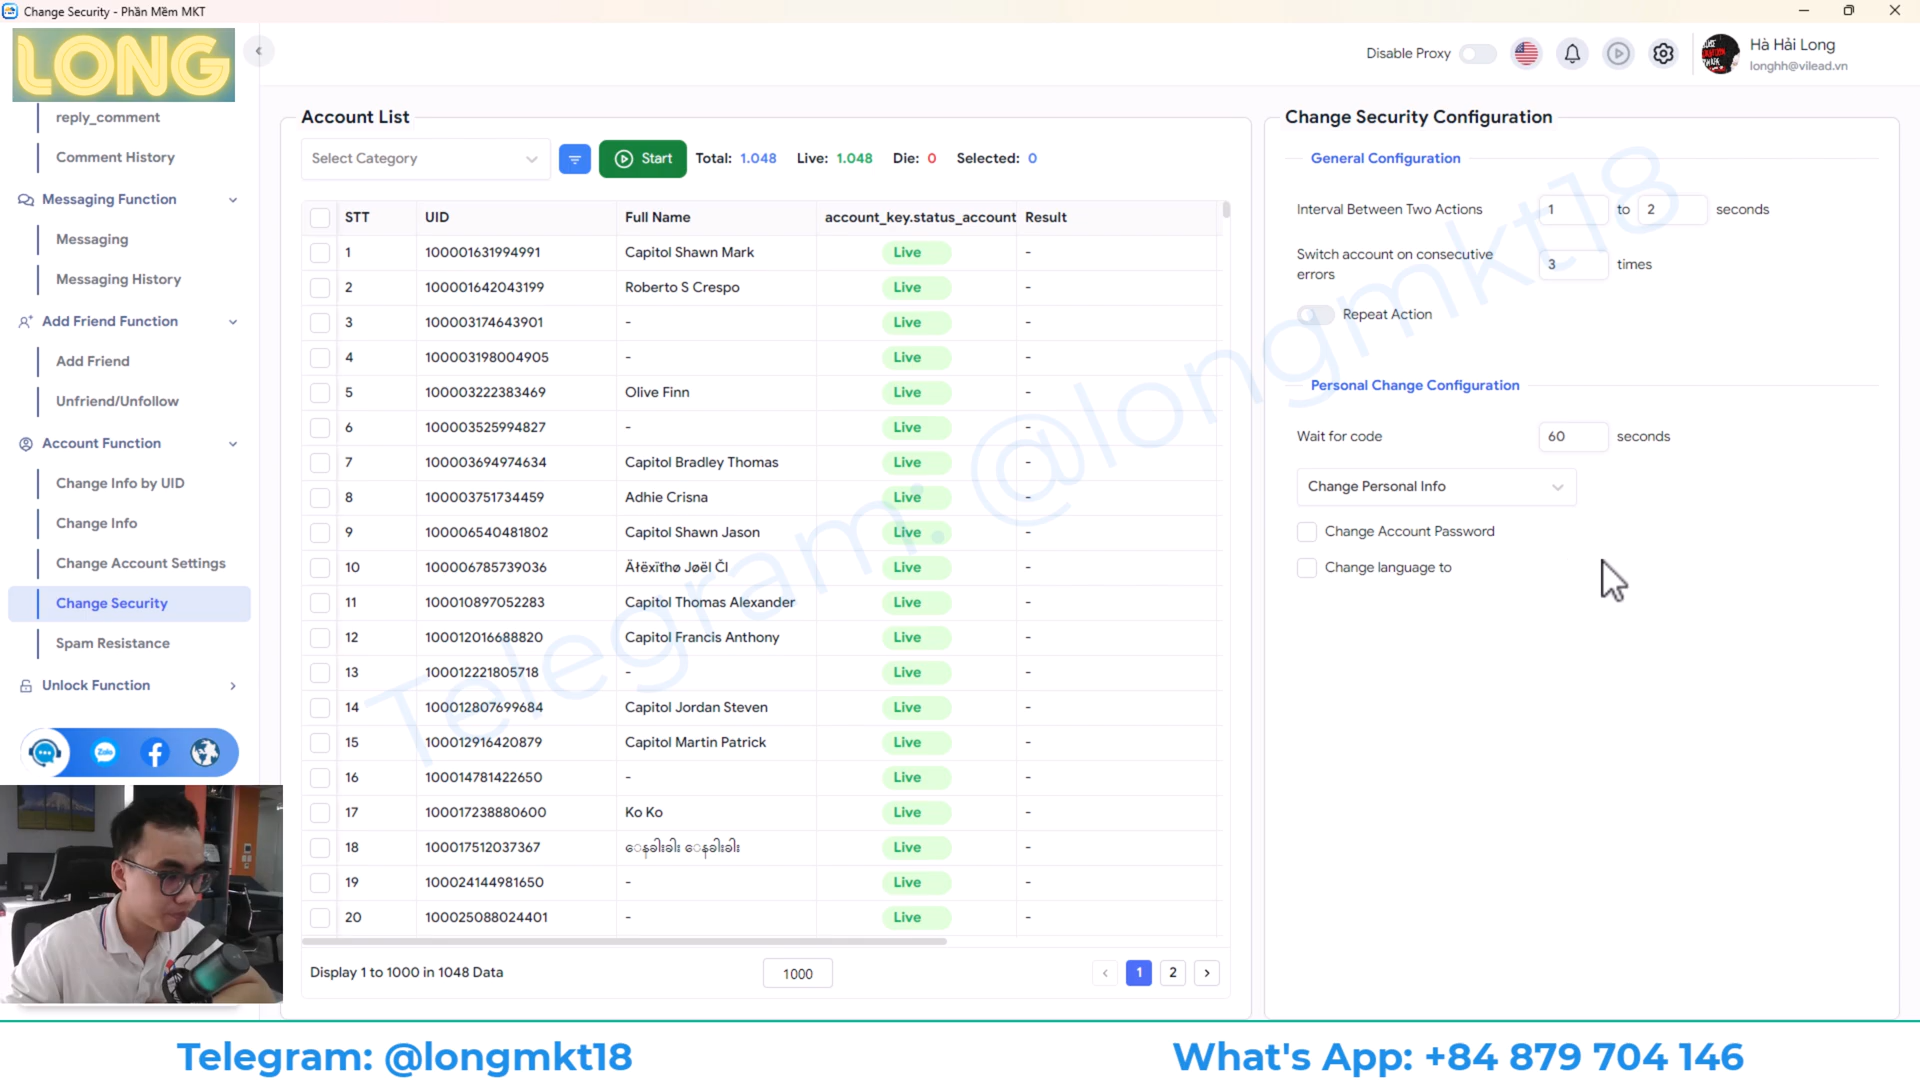 Change Security - Phần Mềm MKT
LONG
Disable Proxy
Hà Hải Long
longhh@vilead.vn
reply_comment
Comment History
Messaging Function
Messaging
Messaging History
Add Friend Function
Add Friend
Unfriend/Unfollow
Account Function
Change Info by UID
Change Info
Change Account Settings
Change Security
Spam Resistance
Unlock Function
Zalo
Account List
Select Category
Start
Total: 1.048
Live: 1.048
Die: 0
Selected: 0
STT UID Full Name account_key.status_account Result
1 100001631994991 Capitol Shawn Mark Live -
2 100001642043199 Roberto S Crespo Live -
3 100003174643901 - Live -
4 100003198004905 - Live -
5 100003222383469 Olive Finn Live -
6 100003525994827 - Live -
7 100003694974634 Capitol Bradley Thomas Live -
8 100003751734459 Adhie Crisna Live -
9 100006540481802 Capitol Shawn Jason Live -
10 100006785739036 Äłëxïthø Jøël Čl Live -
11 100010897052283 Capitol Thomas Alexander Live -
12 100012016688820 Capitol Francis Anthony Live -
13 100012221805718 - Live -
14 100012807699684 Capitol Jordan Steven Live -
15 100012916420879 Capitol Martin Patrick Live -
16 100014781422650 - Live -
17 100017238880600 Ko Ko Live -
18 100017512037367 Live -
19 100024144981650 - Live -
20 100025088024401 - Live -
Display 1 to 1000 in 1048 Data
1000
1 2
Change Security Configuration
General Configuration
Interval Between Two Actions 1 to 2 seconds
Switch account on consecutive
errors
3 times
Repeat Action
Personal Change Configuration
Wait for code 60 seconds
Change Personal Info
Change Account Password
Change language to
Telegram: @longmkt18
Telegram: @longmkt18
What's App: +84 879 704 146